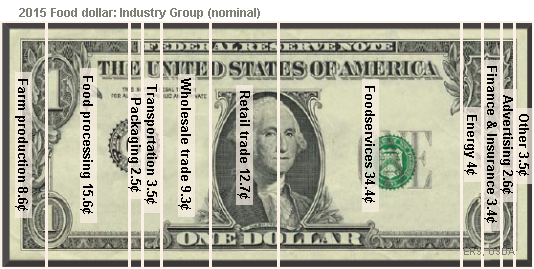 2015 Food dollar: Industry Group (nominal)
FEDERAL RESERVE NOTE
THE UNITED STATES OF AMERICA
Farm production 8.6¢
Food processing 15.6¢
Packaging 2.5¢
Transportation 3.5¢
Wholesale trade 9.3¢
Retail trade 12.7¢
Foodservices 34.4¢
Energy 4¢
Finance & Insurance 3.4¢
Advertising 2.6¢
Other 3.5¢
ONE DOLLAR
ERS, USDA